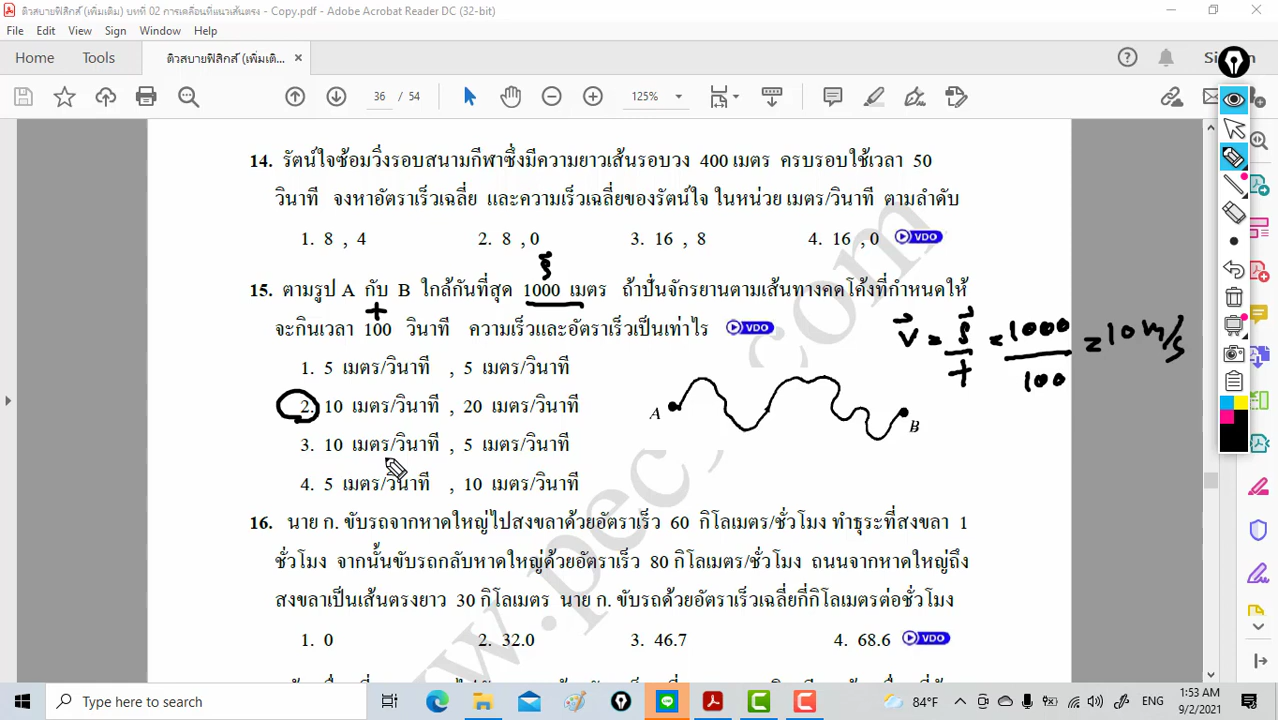 ติวสบายฟิสิกส์ (เพิ่มเติม) บทที่ 02 การเคลื่อนที่แนวเส้นตรง - Copy.pdf - Adobe Acrobat Reader DC (32-bit)
File Edit View Sign Window Help
Home Tools ติวสบายฟิสิกส์ (เพิ่มเติ... ×
36 / 54 125%
14. รัตน์ใจซ้อมวิ่งรอบสนามกีฬาซึ่งมีความยาวเส้นรอบวง 400 เมตร ครบรอบใช้เวลา 50
วินาที จงหาอัตราเร็วเฉลี่ย และความเร็วเฉลี่ยของรัตน์ใจ ในหน่วย เมตร/วินาที ตามลำดับ
1. 8 , 4 2. 8 , 0 3. 16 , 8 4. 16 , 0 VDO
15. ตามรูป A กับ B ใกล้กันที่สุด 1000 เมตร ถ้าปั่นจักรยานตามเส้นทางคดโค้งที่กำหนดให้
จะกินเวลา 100 วินาที ความเร็วและอัตราเร็วเป็นเท่าไร VDO
V = S/t = 1000/100 = 10 m/s
1. 5 เมตร/วินาที , 5 เมตร/วินาที
2. 10 เมตร/วินาที , 20 เมตร/วินาที
A B
3. 10 เมตร/วินาที , 5 เมตร/วินาที
4. 5 เมตร/วินาที , 10 เมตร/วินาที
16. นาย ก. ขับรถจากหาดใหญ่ไปสงขลาด้วยอัตราเร็ว 60 กิโลเมตร/ชั่วโมง ทำธุระที่สงขลา 1
ชั่วโมง จากนั้นขับรถกลับหาดใหญ่ด้วยอัตราเร็ว 80 กิโลเมตร/ชั่วโมง ถนนจากหาดใหญ่ถึง
สงขลาเป็นเส้นตรงยาว 30 กิโลเมตร นาย ก. ขับรถด้วยอัตราเร็วเฉลี่ยกี่กิโลเมตรต่อชั่วโมง
1. 0 2. 32.0 3. 46.7 4. 68.6 VDO
Type here to search
84°F ENG 1:53 AM
9/2/2021